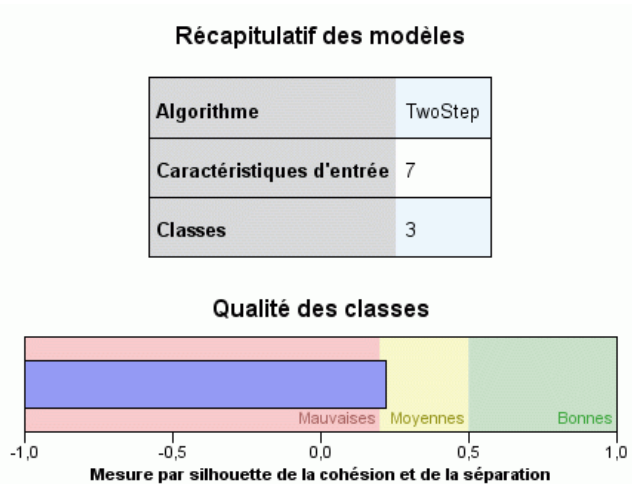 Récapitulatif des modèles
Algorithme TwoStep
Caractéristiques d'entrée 7
Classes 3
Qualité des classes
Mauvaises Moyennes Bonnes
-1,0 -0,5 0,0 0,5 1,0
Mesure par silhouette de la cohésion et de la séparation